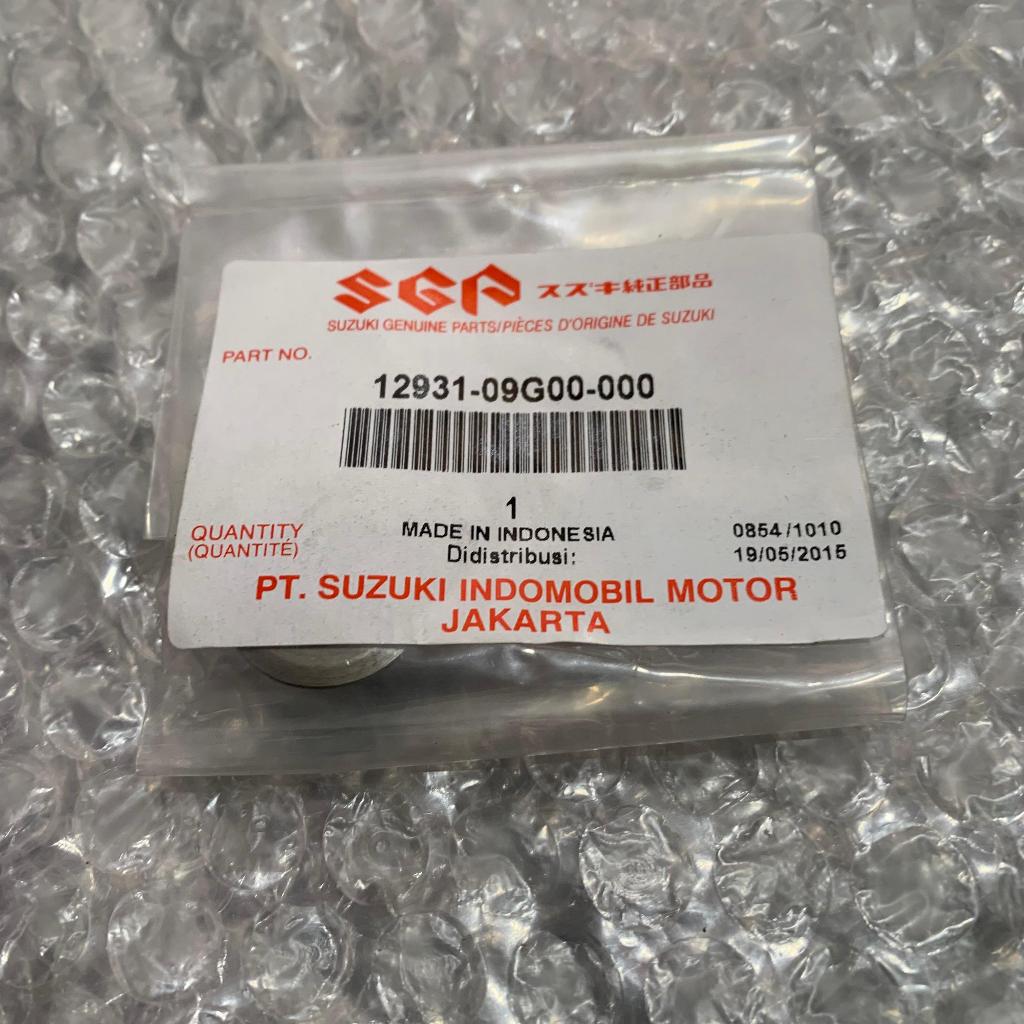 SGP スズキ純正部品
SUZUKI GENUINE PARTS/PIÈCES D'ORIGINE DE SUZUKI
PART NO.
12931-09G00-000
1
QUANTITY
(QUANTITÉ)
MADE IN INDONESIA
Didistribusi:
0854 /1010
19/05/2015
PT. SUZUKI INDOMOBIL MOTOR
JAKARTA